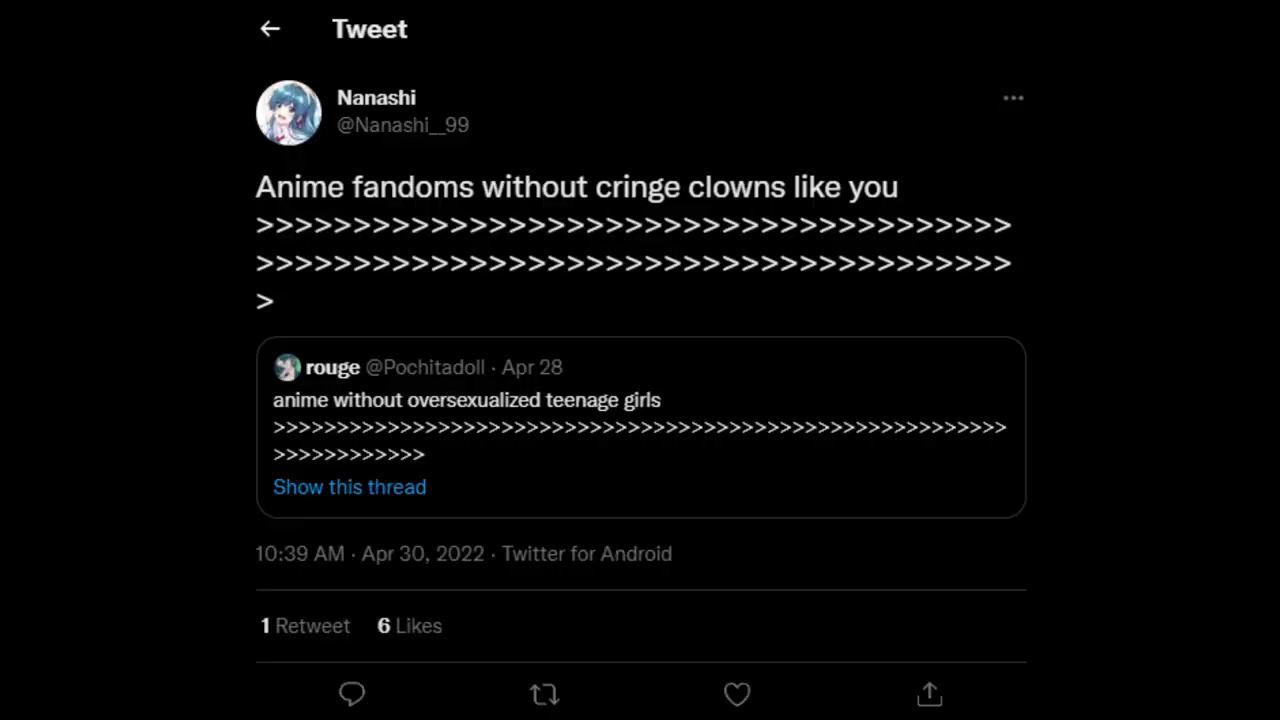 Tweet
Nanashi
@Nanashi__99
Anime fandoms without cringe clowns like you
>>>>>>>>>>>>>>>>>>>>>>>>>>>>>>>>>>>>>>>
>>>>>>>>>>>>>>>>>>>>>>>>>>>>>>>>>>>>>>>
>
rouge @Pochitadoll · Apr 28
anime without oversexualized teenage girls
>>>>>>>>>>>>>>>>>>>>>>>>>>>>>>>>>>>>>>>>>>>>>>>>>>>>>>>>>>
>>>>>>>>>>>>
Show this thread
10:39 AM · Apr 30, 2022 · Twitter for Android
1 Retweet 6 Likes